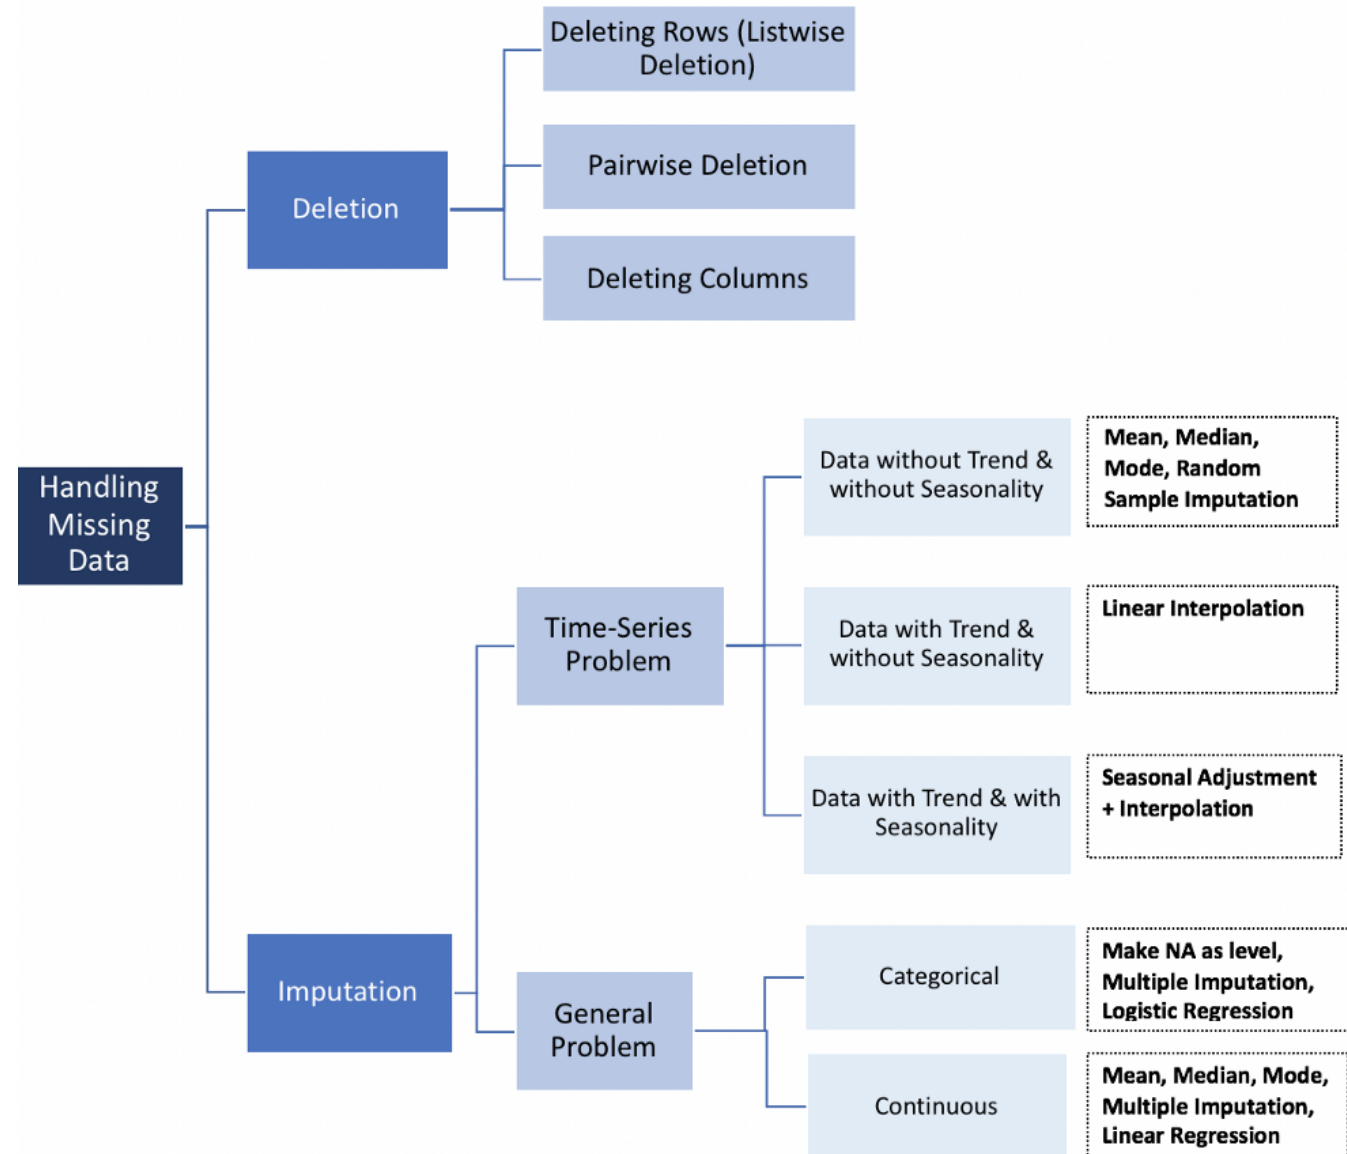 Deleting Rows (Listwise
Deletion)
Pairwise Deletion
Deletion
Deleting Columns
Handling
Missing
Data
Data without Trend &
without Seasonality
Mean, Median,
Mode, Random
Sample Imputation
Time-Series
Problem
Data with Trend &
without Seasonality
Linear Interpolation
Data with Trend & with
Seasonality
Seasonal Adjustment
+ Interpolation
Imputation
General
Problem
Categorical
Make NA as level,
Multiple Imputation,
Logistic Regression
Continuous
Mean, Median, Mode,
Multiple Imputation,
Linear Regression